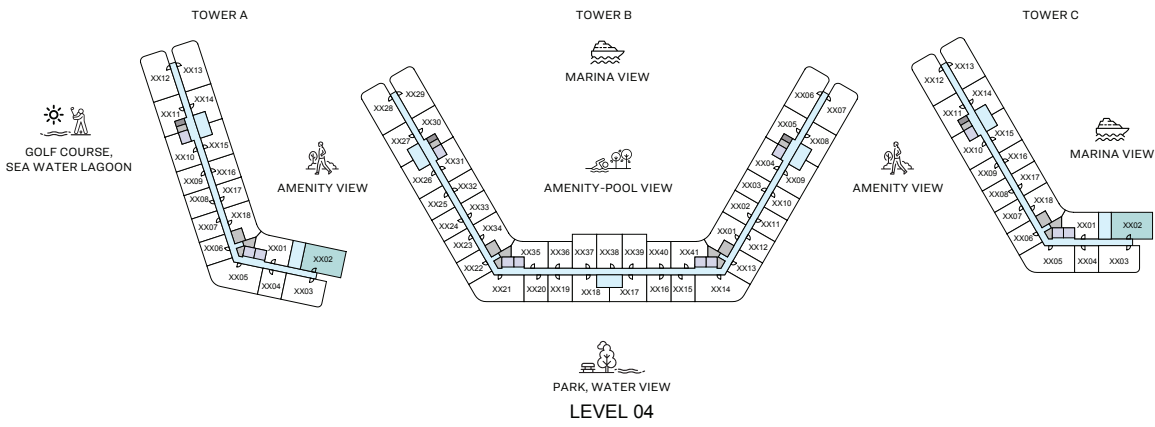 TOWER A
TOWER B
TOWER C
MARINA VIEW
GOLF COURSE,
SEA WATER LAGOON
AMENITY VIEW
AMENITY-POOL VIEW
AMENITY VIEW
MARINA VIEW
XX12
XX13
XX11
XX14
XX10
XX15
XX09
XX16
XX08
XX17
XX07
XX18
XX06
XX01
XX02
XX05
XX04
XX03
XX28
XX29
XX27
XX30
XX26
XX31
XX25
XX32
XX24
XX33
XX23
XX34
XX22
XX35
XX36
XX37
XX38
XX39
XX40
XX41
XX21
XX20
XX19
XX18
XX17
XX16
XX15
XX14
XX06
XX07
XX05
XX08
XX04
XX09
XX03
XX10
XX02
XX11
XX01
XX12
XX13
XX12
XX13
XX11
XX14
XX10
XX15
XX09
XX16
XX08
XX17
XX07
XX18
XX06
XX01
XX02
XX05
XX04
XX03
PARK, WATER VIEW
LEVEL 04